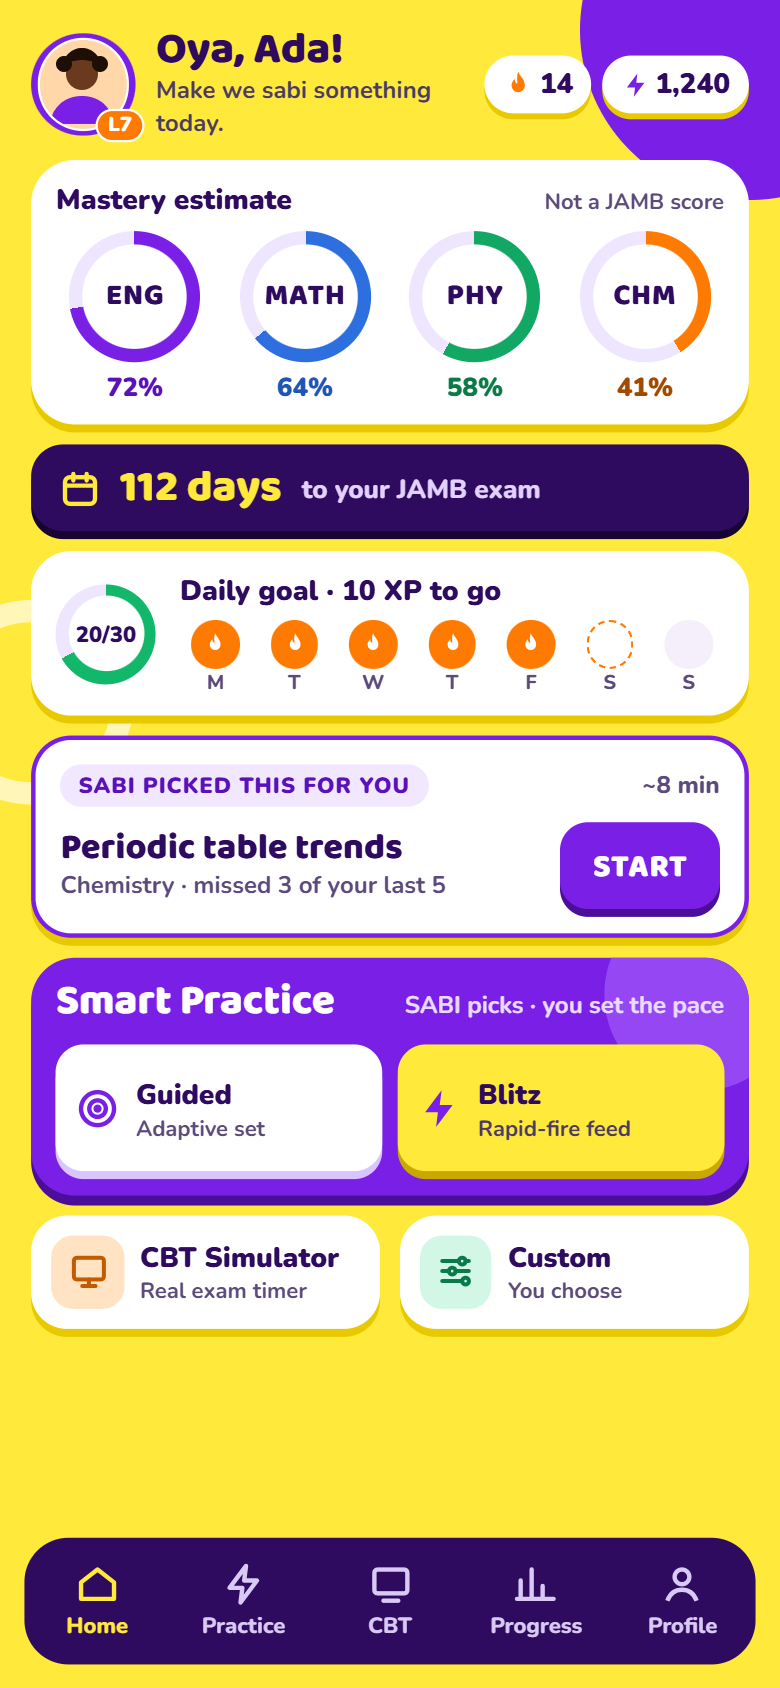 Oya, Ada!
Make we sabi something
today.
L7
14
1,240
Mastery estimate
Not a JAMB score
ENG
MATH
PHY
CHM
72%
64%
58%
41%
112 days to your JAMB exam
Daily goal · 10 XP to go
20/30
M T W T F S S
SABI PICKED THIS FOR YOU
~8 min
Periodic table trends
Chemistry · missed 3 of your last 5
START
Smart Practice
SABI picks · you set the pace
Guided
Adaptive set
Blitz
Rapid-fire feed
CBT Simulator
Real exam timer
Custom
You choose
Home
Practice
CBT
Progress
Profile